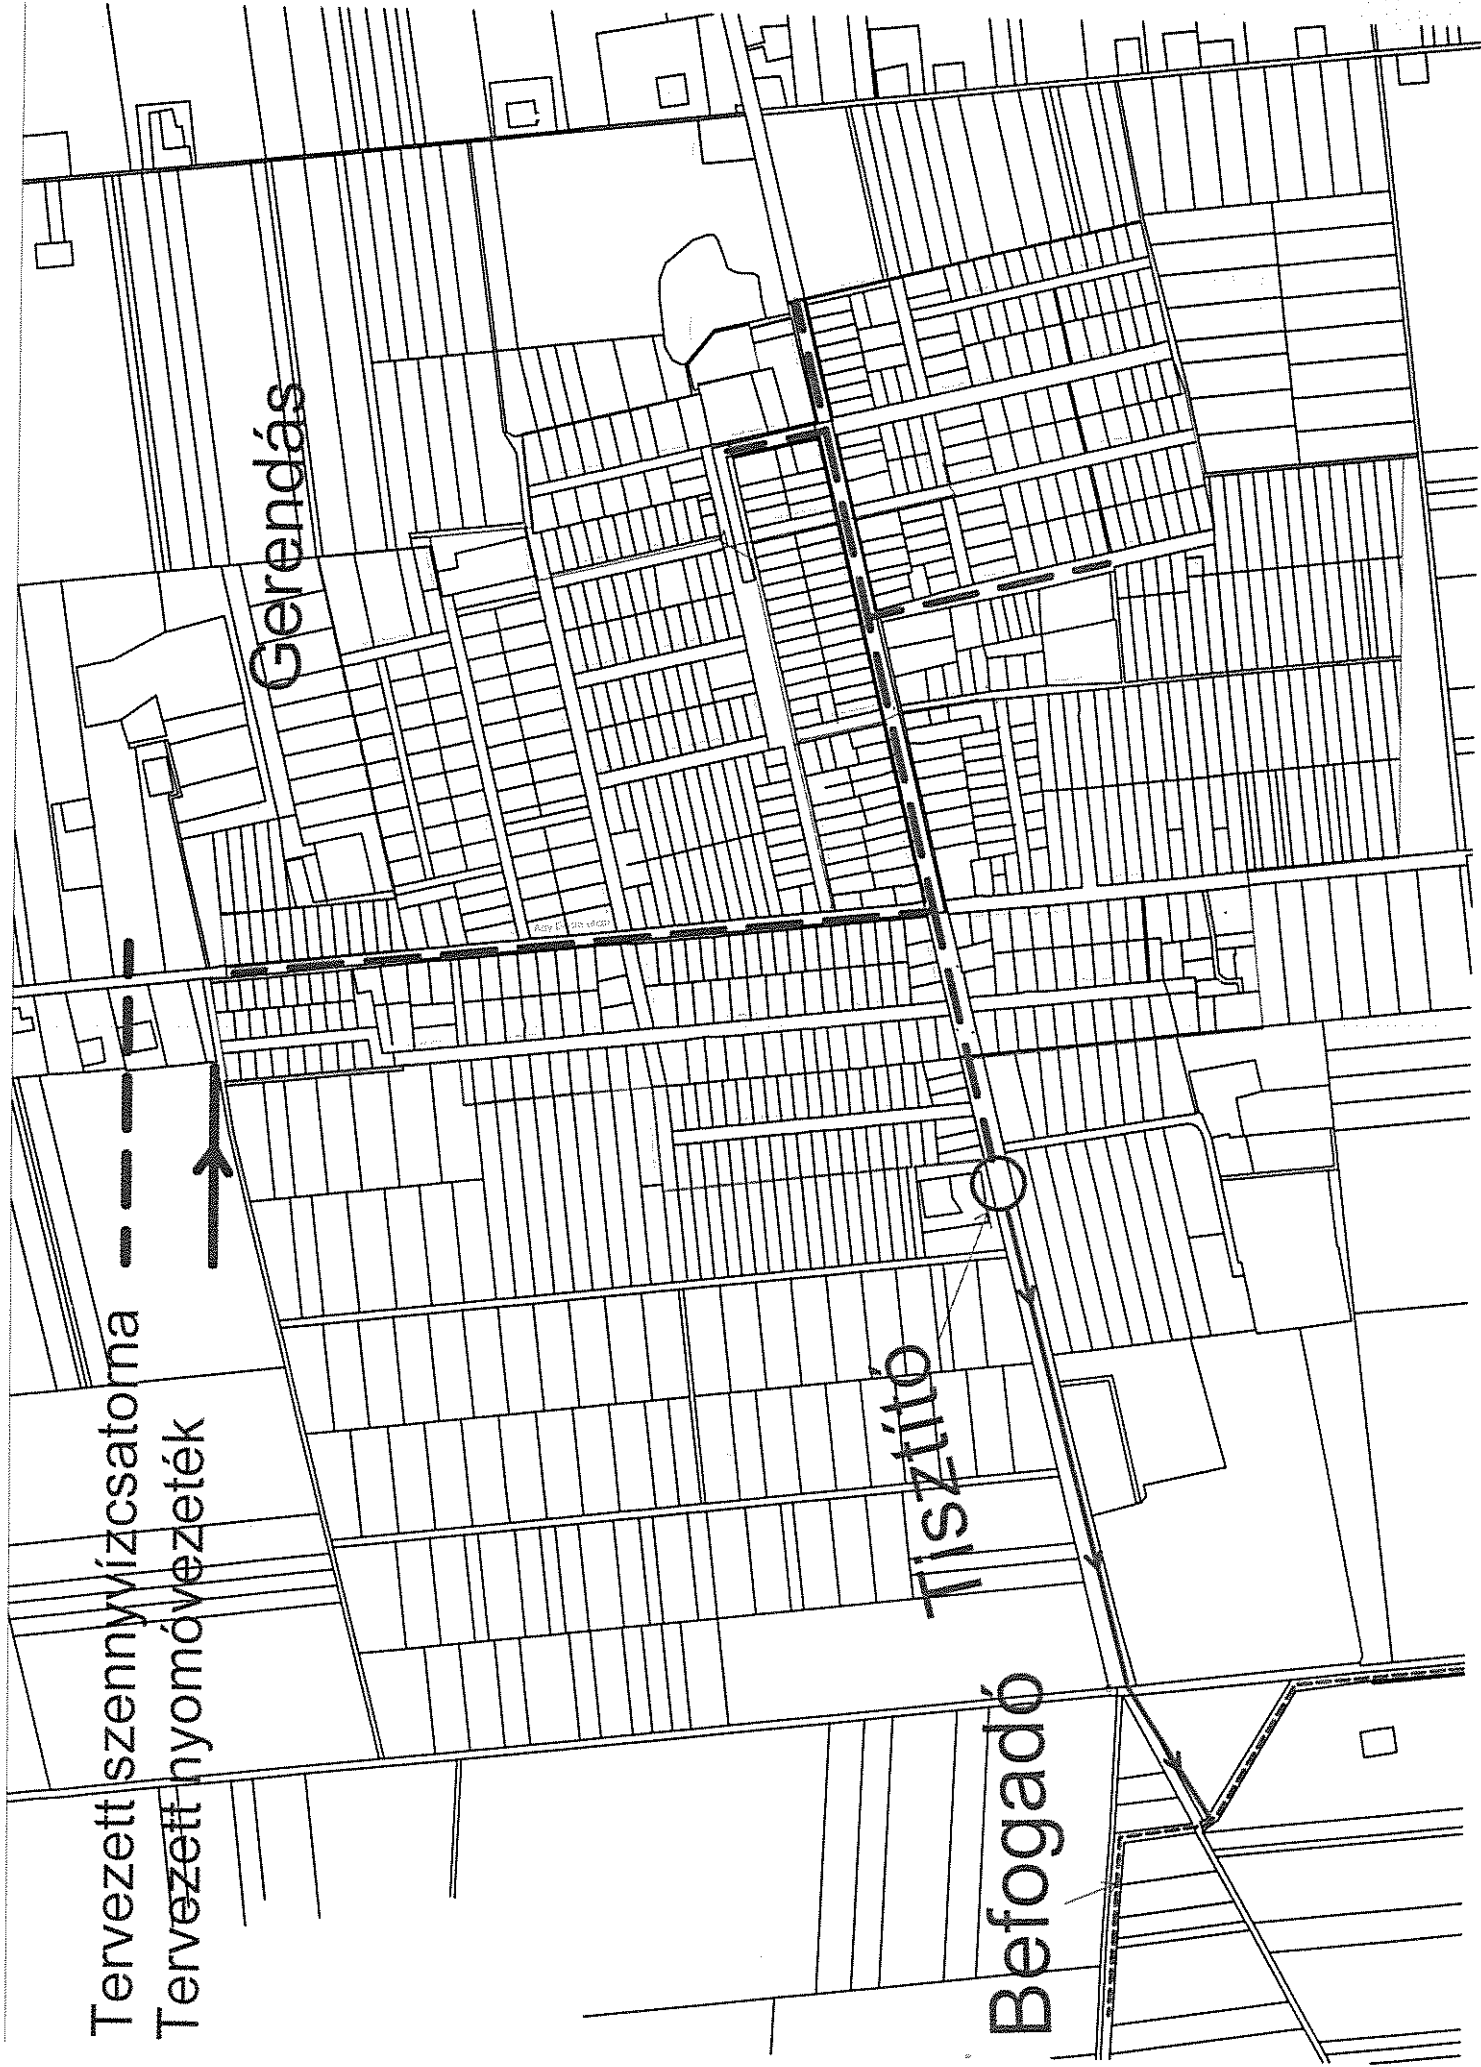 Tervezett szennyvízcsatorna
Tervezett nyomóvezeték
Gerendás
Tisztító
Befogadó